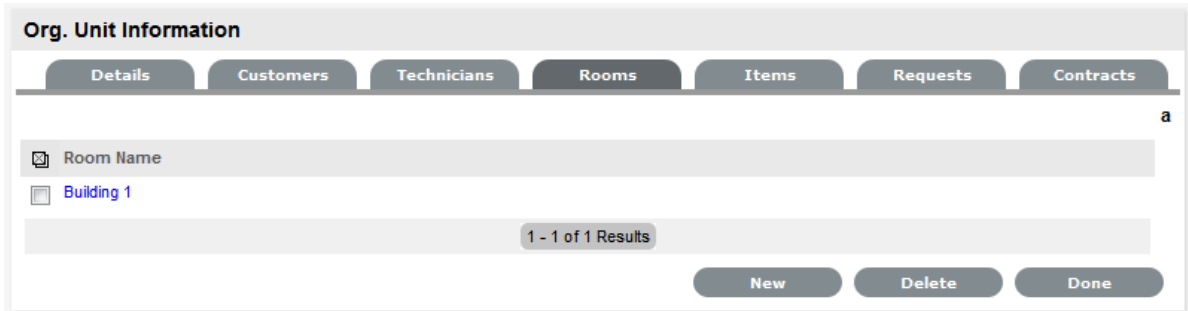 Org. Unit Information
Details Customers Technicians Rooms Items Requests Contracts
a
Room Name
Building 1
1 - 1 of 1 Results
New Delete Done